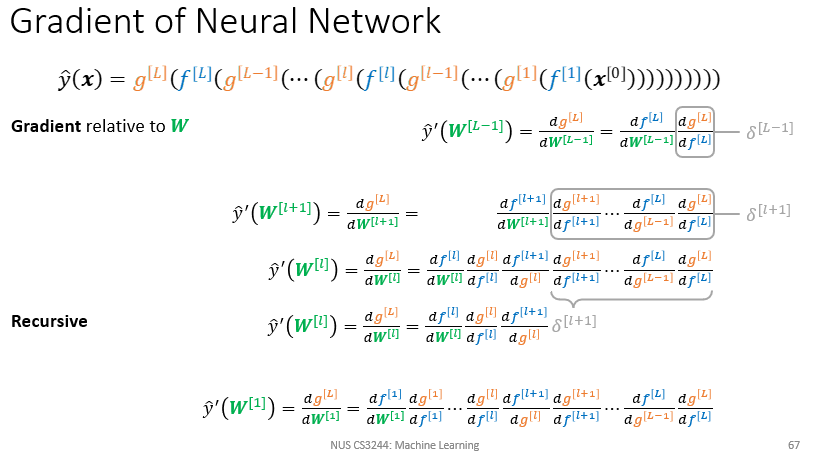 Gradient of Neural Network
ŷ(𝒙) = g^[L](f^[L](g^[L−1](⋯ (g^[l](f^[l](g^[l−1](⋯ (g^[1](f^[1](𝒙^[0]))))))))))
Gradient relative to W
ŷ′(W^[L−1]) = dg^[L]/dW^[L−1] = df^[L]/dW^[L−1] dg^[L]/df^[L] δ^[L−1]
ŷ′(W^[l+1]) = dg^[L]/dW^[l+1] = df^[l+1]/dW^[l+1] dg^[l+1]/df^[l+1] ⋯ df^[L]/dg^[L−1] dg^[L]/df^[L] δ^[l+1]
ŷ′(W^[l]) = dg^[L]/dW^[l] = df^[l]/dW^[l] dg^[l]/df^[l] df^[l+1]/dg^[l] dg^[l+1]/df^[l+1] ⋯ df^[L]/dg^[L−1] dg^[L]/df^[L]
Recursive
ŷ′(W^[l]) = dg^[L]/dW^[l] = df^[l]/dW^[l] dg^[l]/df^[l] df^[l+1]/dg^[l] δ^[l+1]
ŷ′(W^[1]) = dg^[L]/dW^[1] = df^[1]/dW^[1] dg^[1]/df^[1] ⋯ dg^[l]/df^[l] df^[l+1]/dg^[l] dg^[l+1]/df^[l+1] ⋯ df^[L]/dg^[L−1] dg^[L]/df^[L]
NUS CS3244: Machine Learning
67